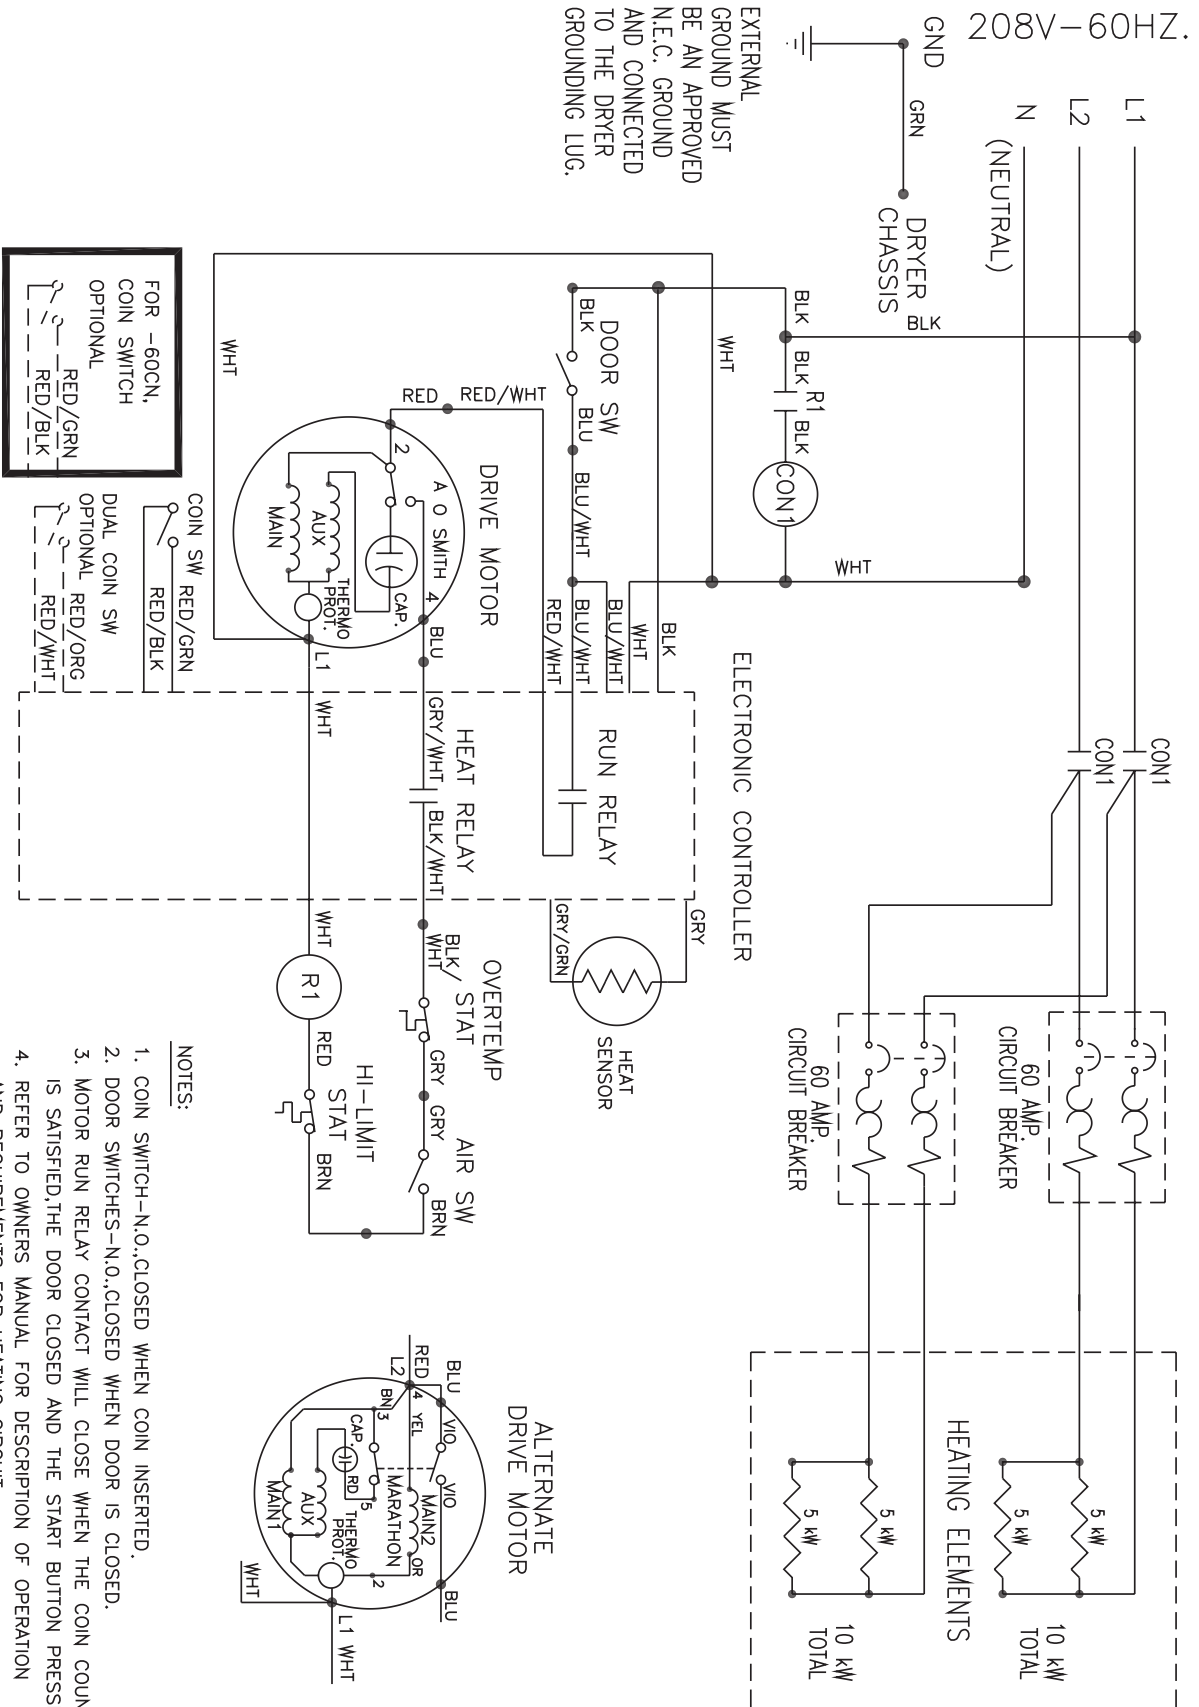 208V-60HZ.
L1
L2
N
(NEUTRAL)
GND
GRN
DRYER
CHASSIS
EXTERNAL
GROUND MUST
BE AN APPROVED
N.E.C. GROUND
AND CONNECTED
TO THE DRYER
GROUNDING LUG.
BLK
BLK
BLK
R1
BLK
CON1
WHT
WHT
CON1
CON1
60 AMP.
CIRCUIT BREAKER
60 AMP.
CIRCUIT BREAKER
HEATING ELEMENTS
5 kW
5 kW
10 kW
TOTAL
5 kW
5 kW
10 kW
TOTAL
DOOR SW
BLK
BLU
BLU/WHT
BLK
WHT
BLU/WHT
BLU/WHT
RED/WHT
ELECTRONIC CONTROLLER
RUN RELAY
GRY
GRY/GRN
HEAT
SENSOR
RED
RED/WHT
DRIVE MOTOR
2
A O SMITH
4
CAP.
AUX
MAIN
THERMO
PROT.
L1
BLU
GRY/WHT
HEAT RELAY
BLK/WHT
BLK/
WHT
OVERTEMP
STAT
GRY
GRY
AIR SW
BRN
WHT
WHT
WHT
R1
RED
HI-LIMIT
STAT
BRN
FOR -60CN,
COIN SWITCH
OPTIONAL
RED/GRN
RED/BLK
COIN SW
RED/GRN
RED/BLK
DUAL COIN SW
OPTIONAL
RED/ORG
RED/WHT
ALTERNATE
DRIVE MOTOR
BLU
RED
L2
4
VIO
VIO
BLU
YEL
BN
3
CAP.
RD
5
MAIN2
MARATHON
OR
AUX
MAIN1
THERMO
PROT.
2
WHT
L1 WHT
NOTES:
1. COIN SWITCH-N.O.,CLOSED WHEN COIN INSERTED.
2. DOOR SWITCHES-N.O.,CLOSED WHEN DOOR IS CLOSED.
3. MOTOR RUN RELAY CONTACT WILL CLOSE WHEN THE COIN
IS SATISFIED,THE DOOR CLOSED AND THE START BUTTON PRESS
4. REFER TO OWNERS MANUAL FOR DESCRIPTION OF OPERATION